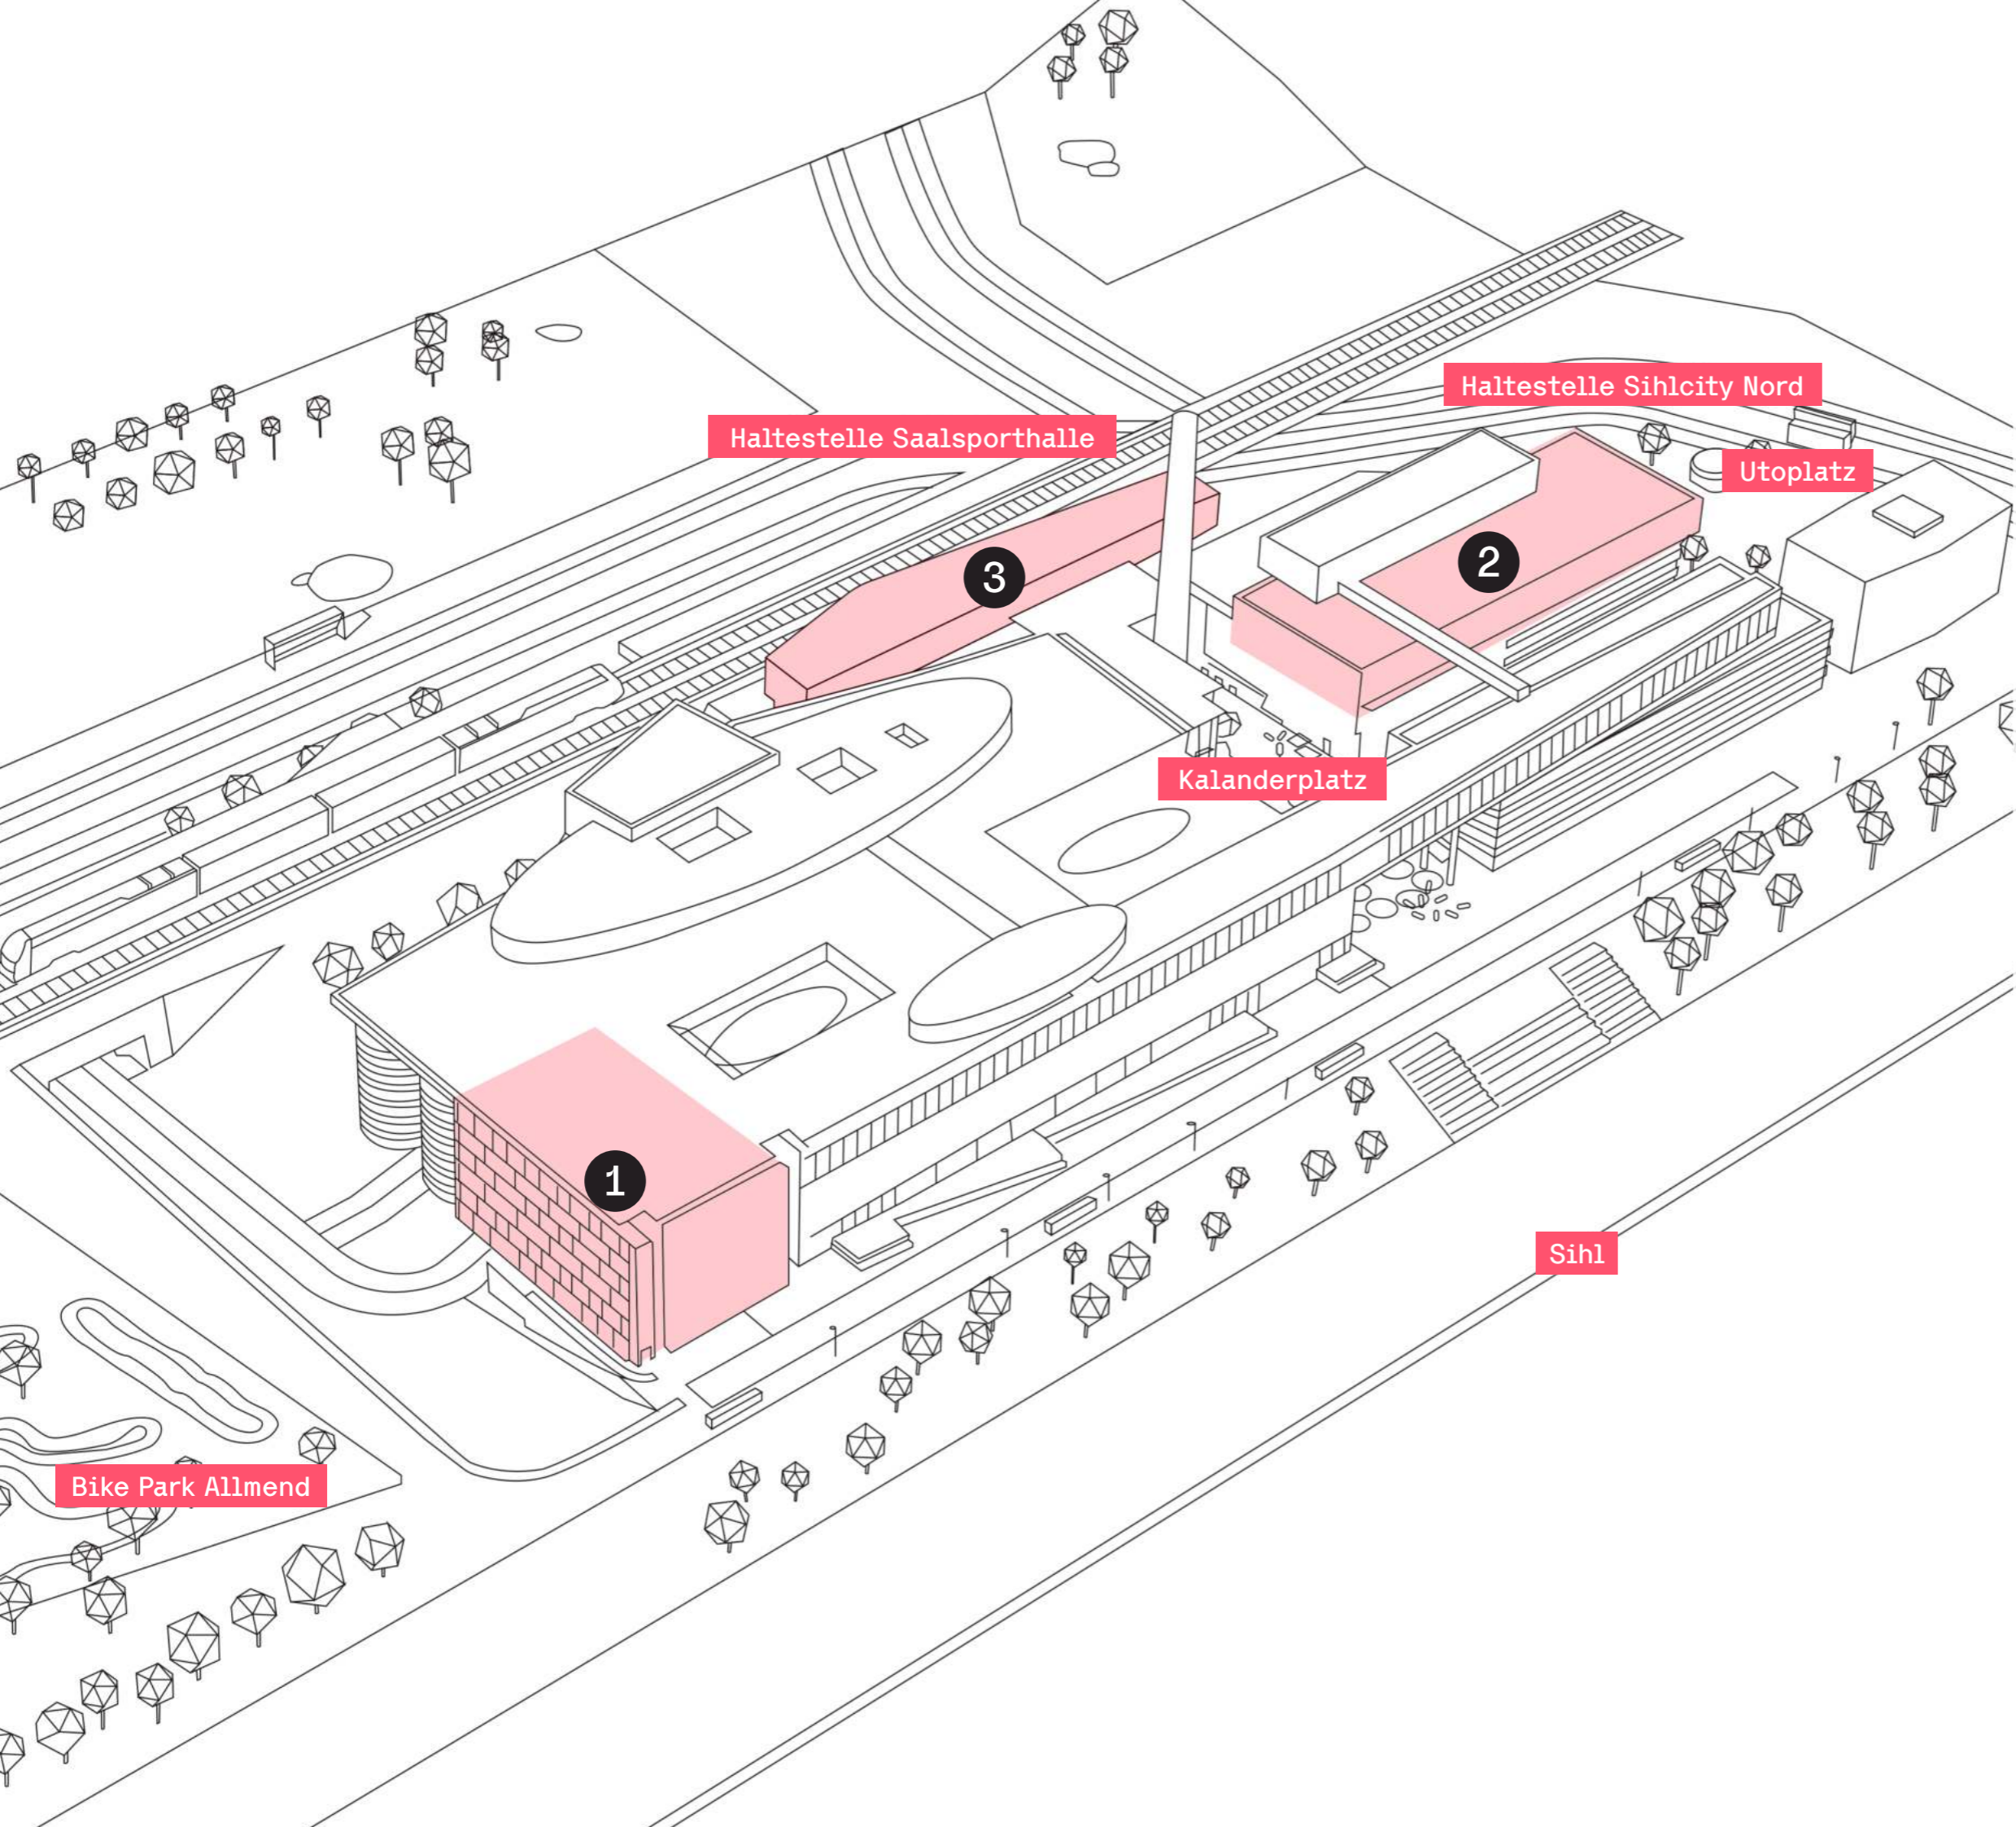 Haltestelle Sihlcity Nord
Haltestelle Saalsporthalle
Utoplatz
3
2
Kalanderplatz
1
Sihl
Bike Park Allmend